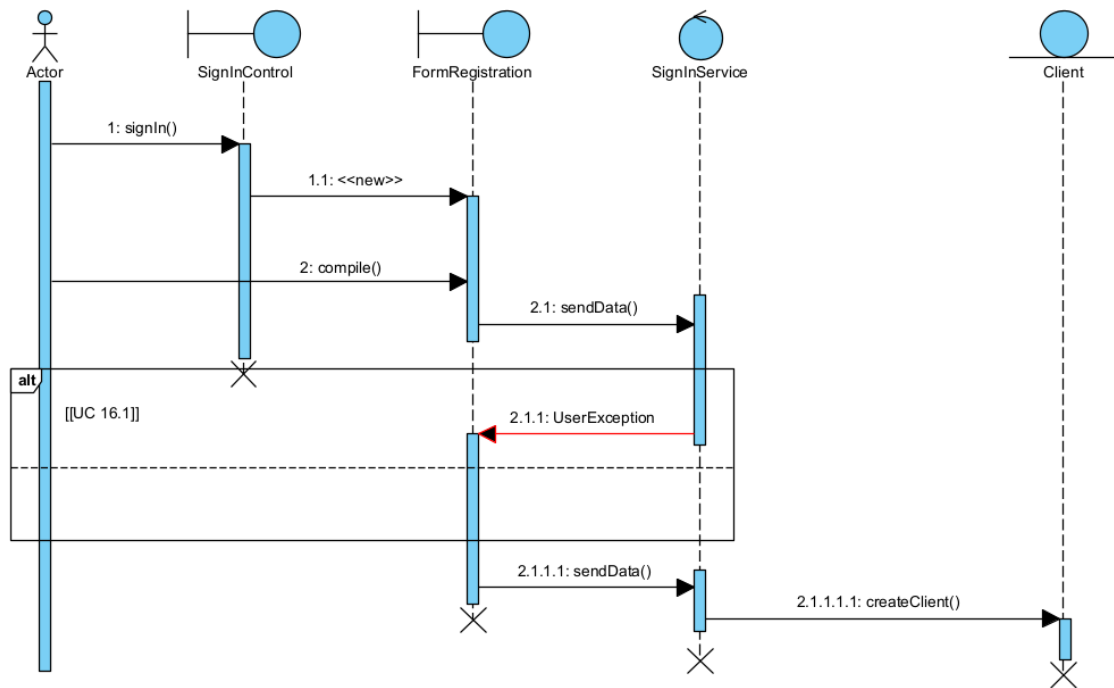 Actor
SignInControl
FormRegistration
SignInService
Client
1: signIn()
1.1: <<new>>
2: compile()
2.1: sendData()
alt
[[UC 16.1]]
2.1.1: UserException
2.1.1.1: sendData()
2.1.1.1.1: createClient()